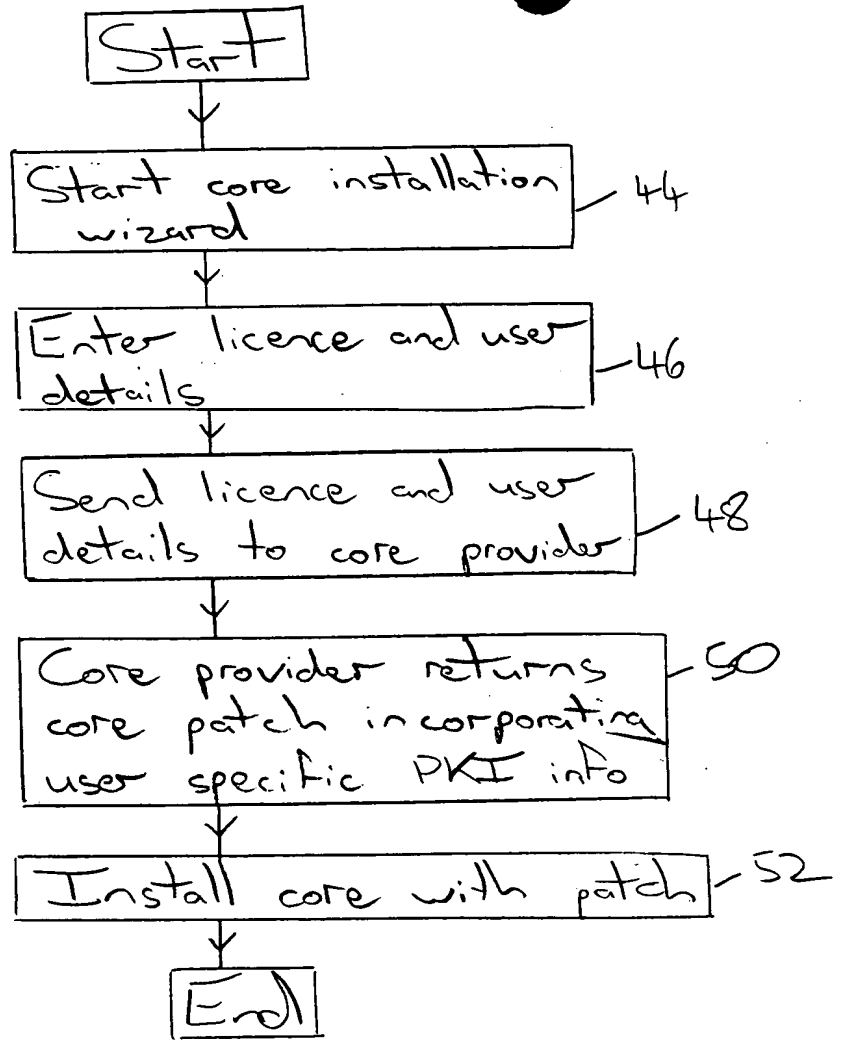 Start
Start core installation
wizard
44
Enter licence and user
details
46
Send licence and user
details to core provider
48
Core provider returns
core patch incorporating
user specific PKI info
50
Install core with patch
52
End